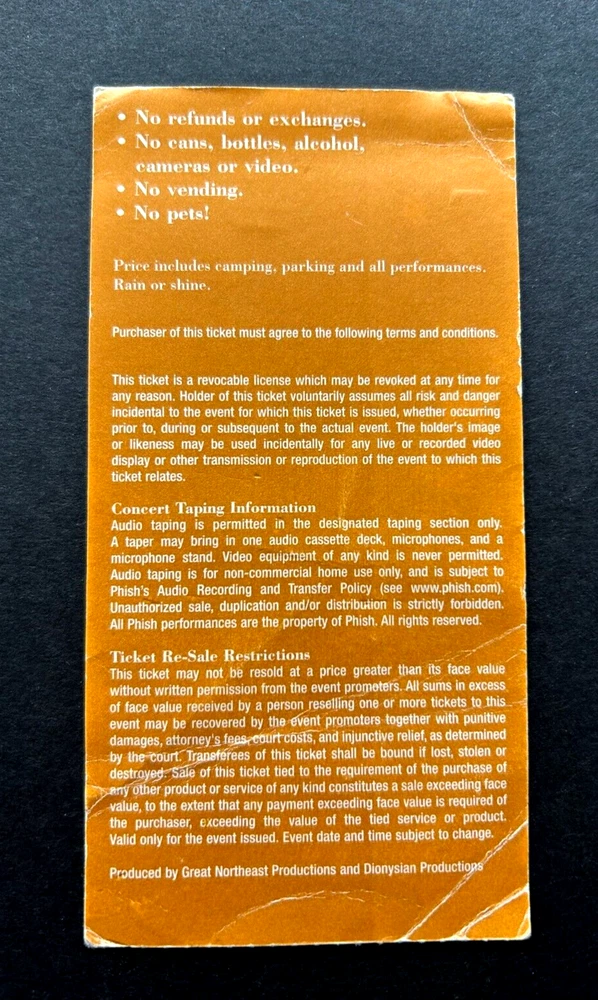 • No refunds or exchanges.
• No cans, bottles, alcohol,
cameras or video.
• No vending.
• No pets!
Price includes camping, parking and all performances.
Rain or shine.
Purchaser of this ticket must agree to the following terms and conditions.
This ticket is a revocable license which may be revoked at any time for
any reason. Holder of this ticket voluntarily assumes all risk and danger
incidental to the event for which this ticket is issued, whether occurring
prior to, during or subsequent to the actual event. The holder's image
or likeness may be used incidentally for any live or recorded video
display or other transmission or reproduction of the event to which this
ticket relates.
Concert Taping Information
Audio taping is permitted in the designated taping section only.
A taper may bring in one audio cassette deck, microphones, and a
microphone stand. Video equipment of any kind is never permitted.
Audio taping is for non-commercial home use only, and is subject to
Phish's Audio Recording and Transfer Policy (see www.phish.com).
Unauthorized sale, duplication and/or distribution is strictly forbidden.
All Phish performances are the property of Phish. All rights reserved.
Ticket Re-Sale Restrictions
This ticket may not be resold at a price greater than its face value
without written permission from the event promoters. All sums in excess
of face value received by a person reselling one or more tickets to this
event may be recovered by the event promoters together with punitive
damages, attorney's fees, court costs, and injunctive relief, as determined
by the court. Transferees of this ticket shall be bound if lost, stolen or
destroyed. Sale of this ticket tied to the requirement of the purchase of
any other product or service of any kind constitutes a sale exceeding face
value, to the extent that any payment exceeding face value is required of
the purchaser, exceeding the value of the tied service or product.
Valid only for the event issued. Event date and time subject to change.
Produced by Great Northeast Productions and Dionysian Productions